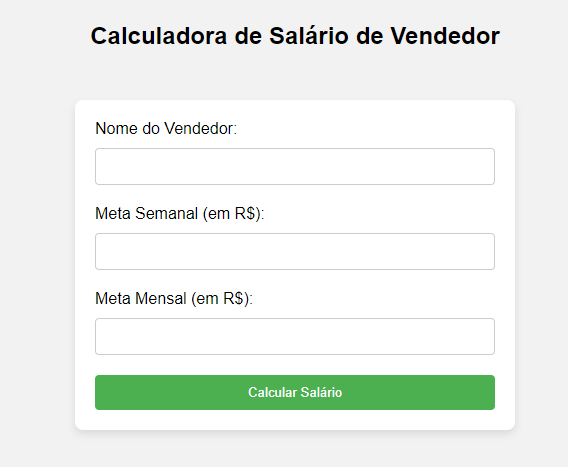 Calculadora de Salário de Vendedor
Nome do Vendedor:
Meta Semanal (em R$):
Meta Mensal (em R$):
Calcular Salário